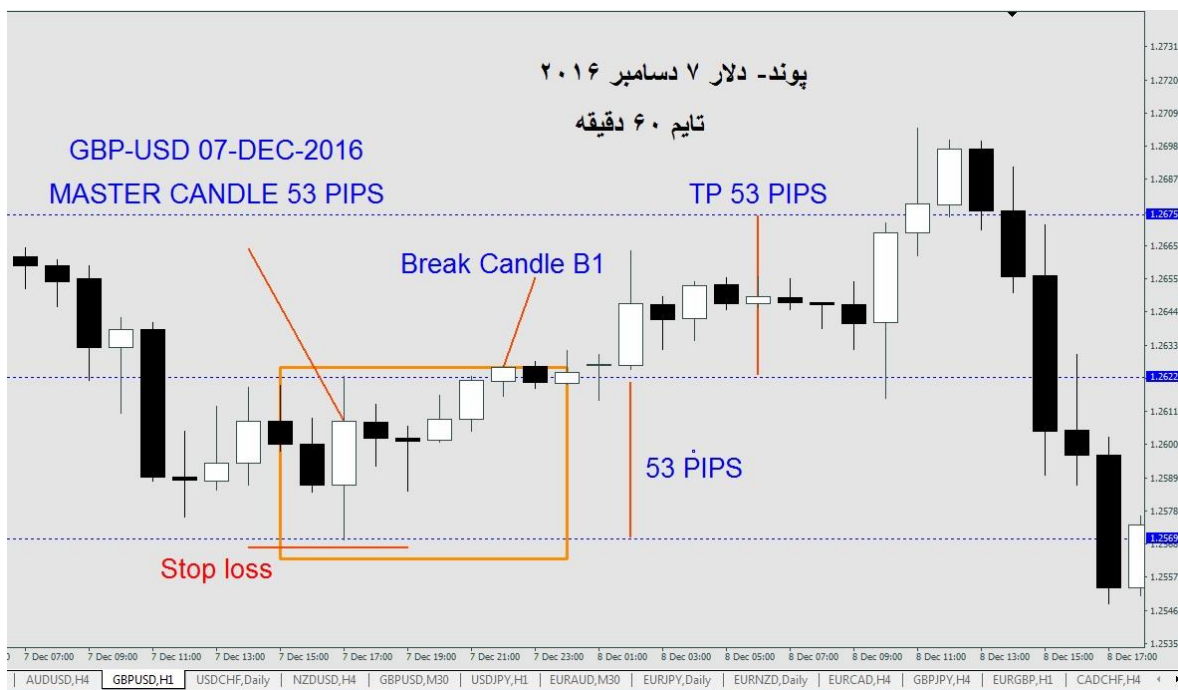 پوند- دلار ۷ دسامبر ۲۰۱۶
تایم ۶۰ دقیقه
GBP-USD 07-DEC-2016
MASTER CANDLE 53 PIPS
TP 53 PIPS
Break Candle B1
53 PIPS
Stop loss
1.2731
1.2720
1.2709
1.2698
1.2687
1.2675
1.2665
1.2655
1.2644
1.2633
1.2622
1.2611
1.2600
1.2589
1.2578
1.2569
1.2557
1.2546
1.2535
7 Dec 07:00 7 Dec 09:00 7 Dec 11:00 7 Dec 13:00 7 Dec 15:00 7 Dec 17:00 7 Dec 19:00 7 Dec 21:00 7 Dec 23:00 8 Dec 01:00 8 Dec 03:00 8 Dec 05:00 8 Dec 07:00 8 Dec 09:00 8 Dec 11:00 8 Dec 13:00 8 Dec 15:00 8 Dec 17:00
AUDUSD,H4 | GBPUSD,H1 | USDCHF,Daily | NZDUSD,H4 | GBPUSD,M30 | USDJPY,H1 | EURAUD,M30 | EURJPY,Daily | EURNZD,Daily | EURCAD,H4 | GBPJPY,H4 | EURGBP,H1 | CADCHF,H4